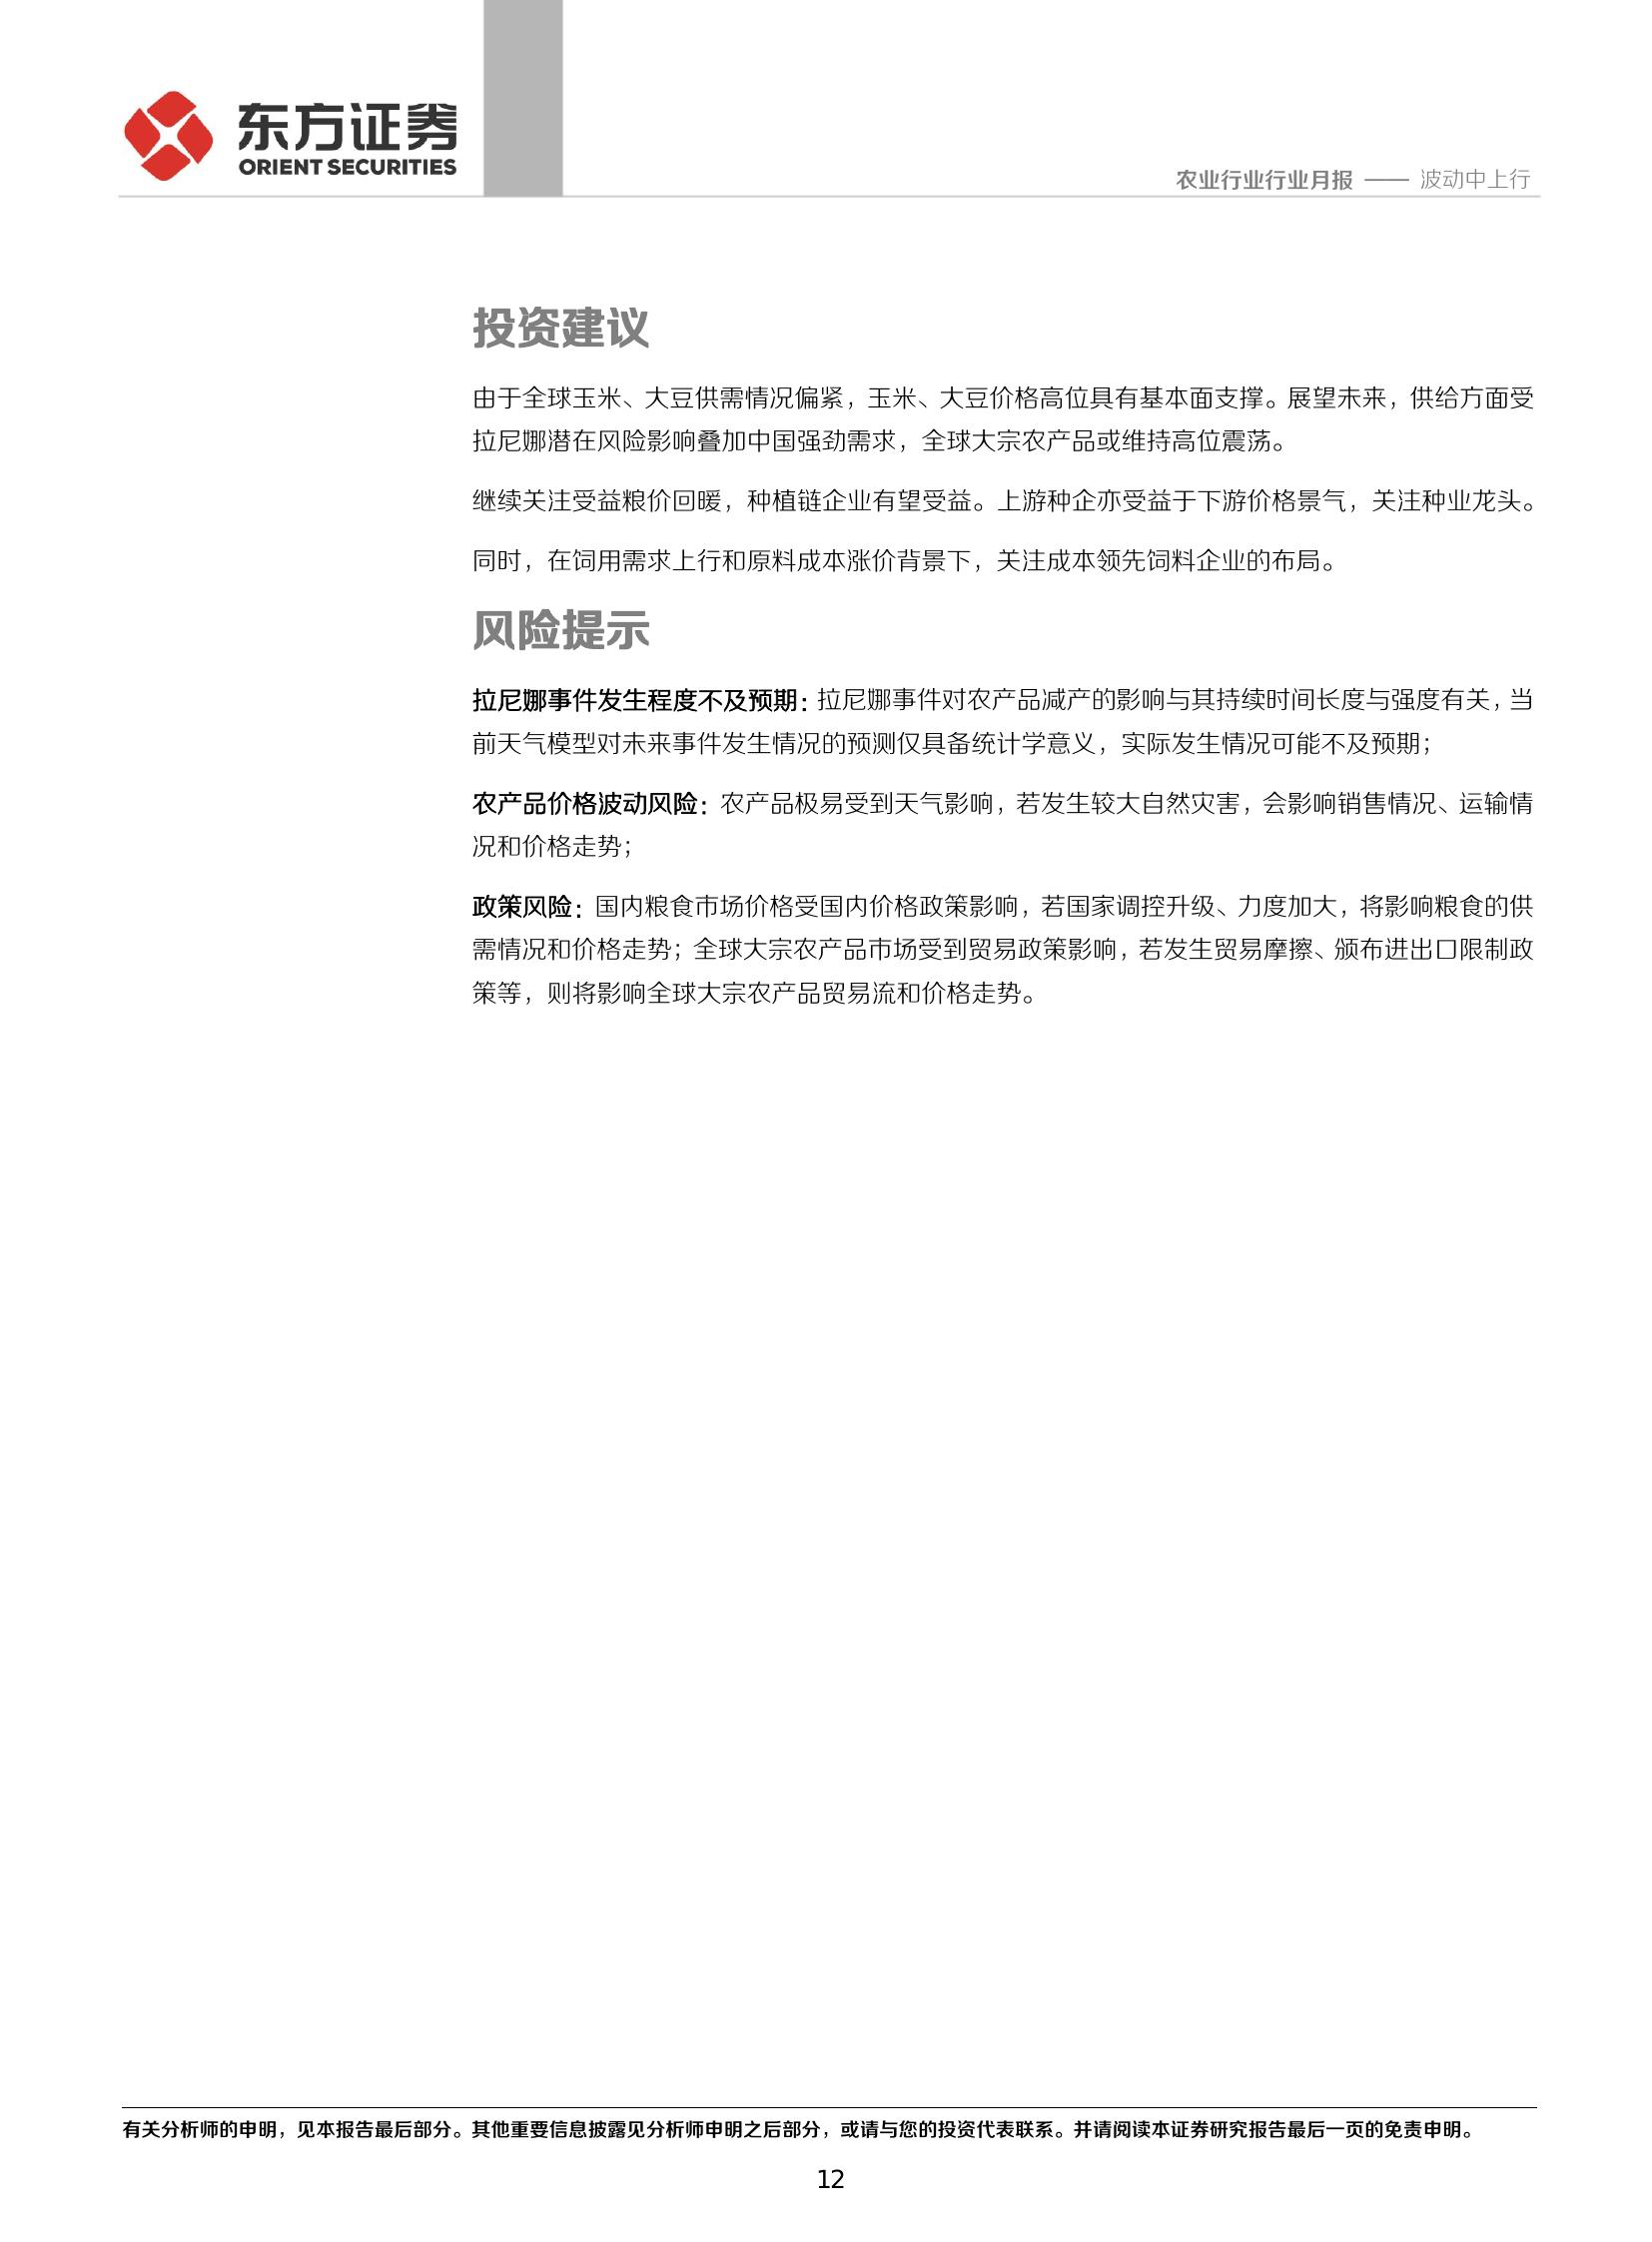 东方证券
ORIENT SECURITIES
农业行业行业月报 —— 波动中上行
投资建议
由于全球玉米、大豆供需情况偏紧，玉米、大豆价格高位具有基本面支撑。展望未来，供给方面受
拉尼娜潜在风险影响叠加中国强劲需求，全球大宗农产品或维持高位震荡。
继续关注受益粮价回暖，种植链企业有望受益。上游种企亦受益于下游价格景气，关注种业龙头。
同时，在饲用需求上行和原料成本涨价背景下，关注成本领先饲料企业的布局。
风险提示
拉尼娜事件发生程度不及预期：拉尼娜事件对农产品减产的影响与其持续时间长度与强度有关，当
前天气模型对未来事件发生情况的预测仅具备统计学意义，实际发生情况可能不及预期；
农产品价格波动风险：农产品极易受到天气影响，若发生较大自然灾害，会影响销售情况、运输情
况和价格走势；
政策风险：国内粮食市场价格受国内价格政策影响，若国家调控升级、力度加大，将影响粮食的供
需情况和价格走势；全球大宗农产品市场受到贸易政策影响，若发生贸易摩擦、颁布进出口限制政
策等，则将影响全球大宗农产品贸易流和价格走势。
有关分析师的申明，见本报告最后部分。其他重要信息披露见分析师申明之后部分，或请与您的投资代表联系。并请阅读本证券研究报告最后一页的免责申明。
12